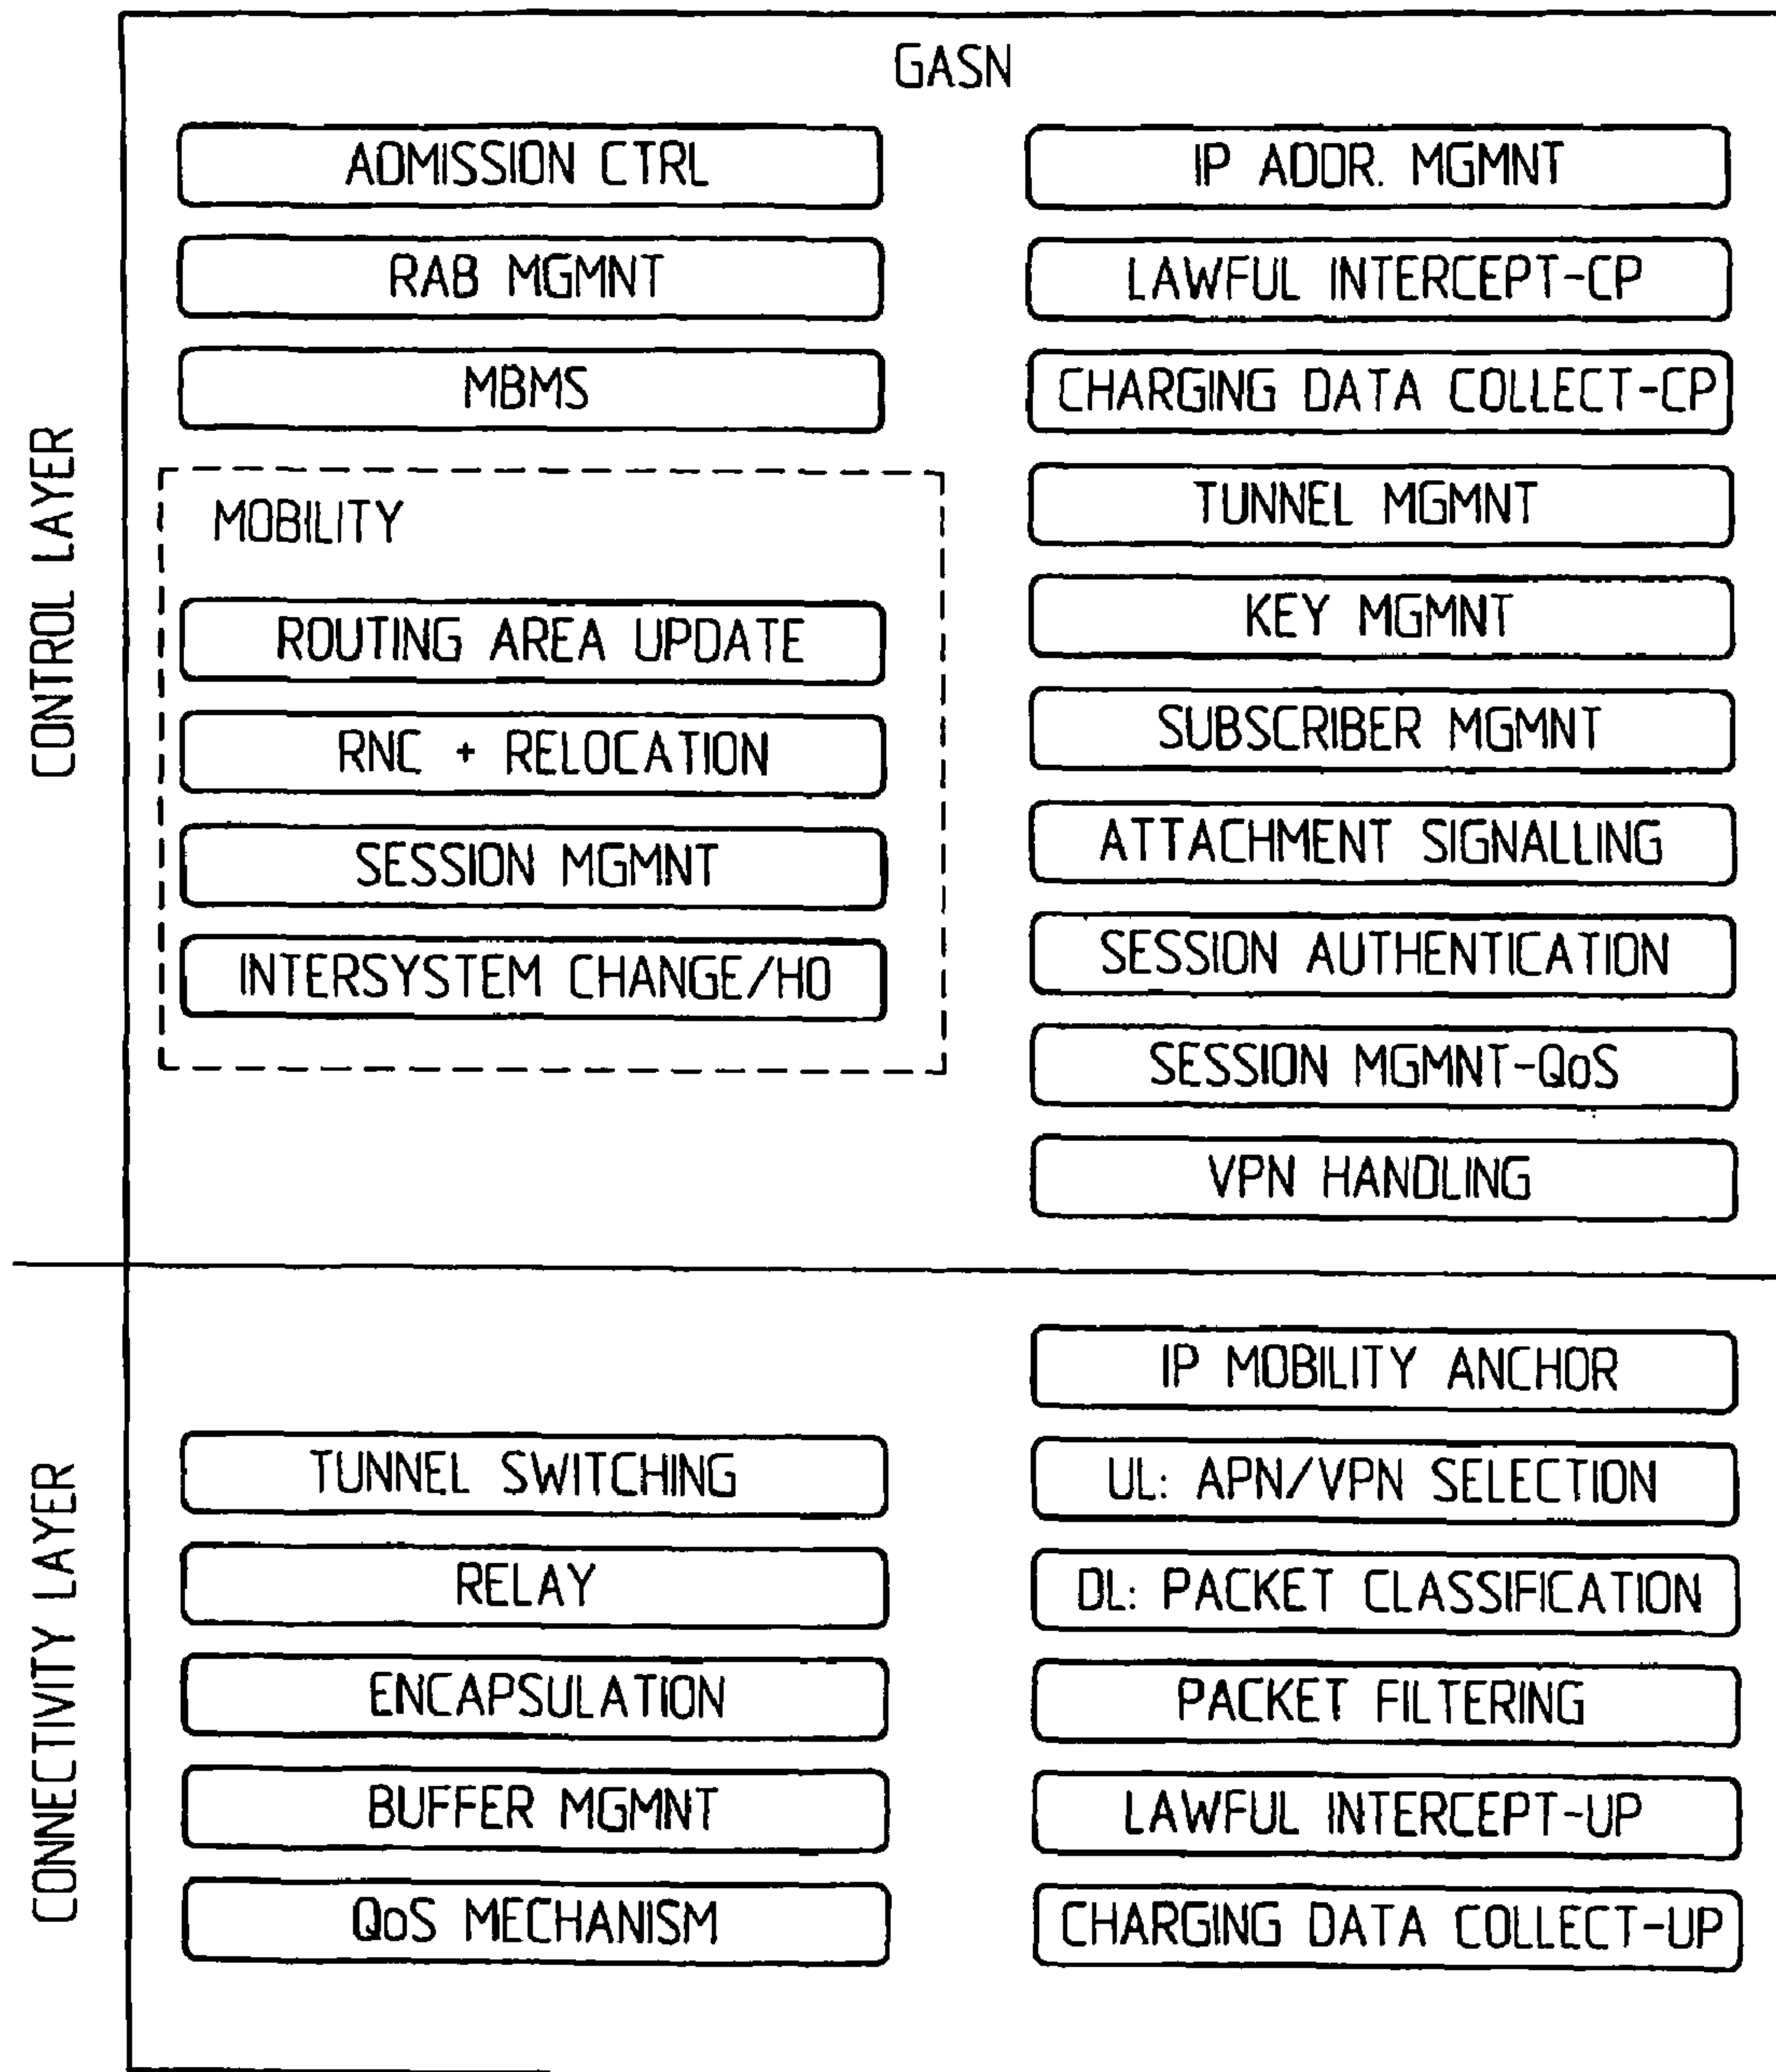 GASN
CONTROL LAYER
ADMISSION CTRL
RAB MGMNT
MBMS
MOBILITY
ROUTING AREA UPDATE
RNC + RELOCATION
SESSION MGMNT
INTERSYSTEM CHANGE/HO
IP ADDR. MGMNT
LAWFUL INTERCEPT-CP
CHARGING DATA COLLECT-CP
TUNNEL MGMNT
KEY MGMNT
SUBSCRIBER MGMNT
ATTACHMENT SIGNALLING
SESSION AUTHENTICATION
SESSION MGMNT-QoS
VPN HANDLING
CONNECTIVITY LAYER
TUNNEL SWITCHING
RELAY
ENCAPSULATION
BUFFER MGMNT
QoS MECHANISM
IP MOBILITY ANCHOR
UL: APN/VPN SELECTION
DL: PACKET CLASSIFICATION
PACKET FILTERING
LAWFUL INTERCEPT-UP
CHARGING DATA COLLECT-UP